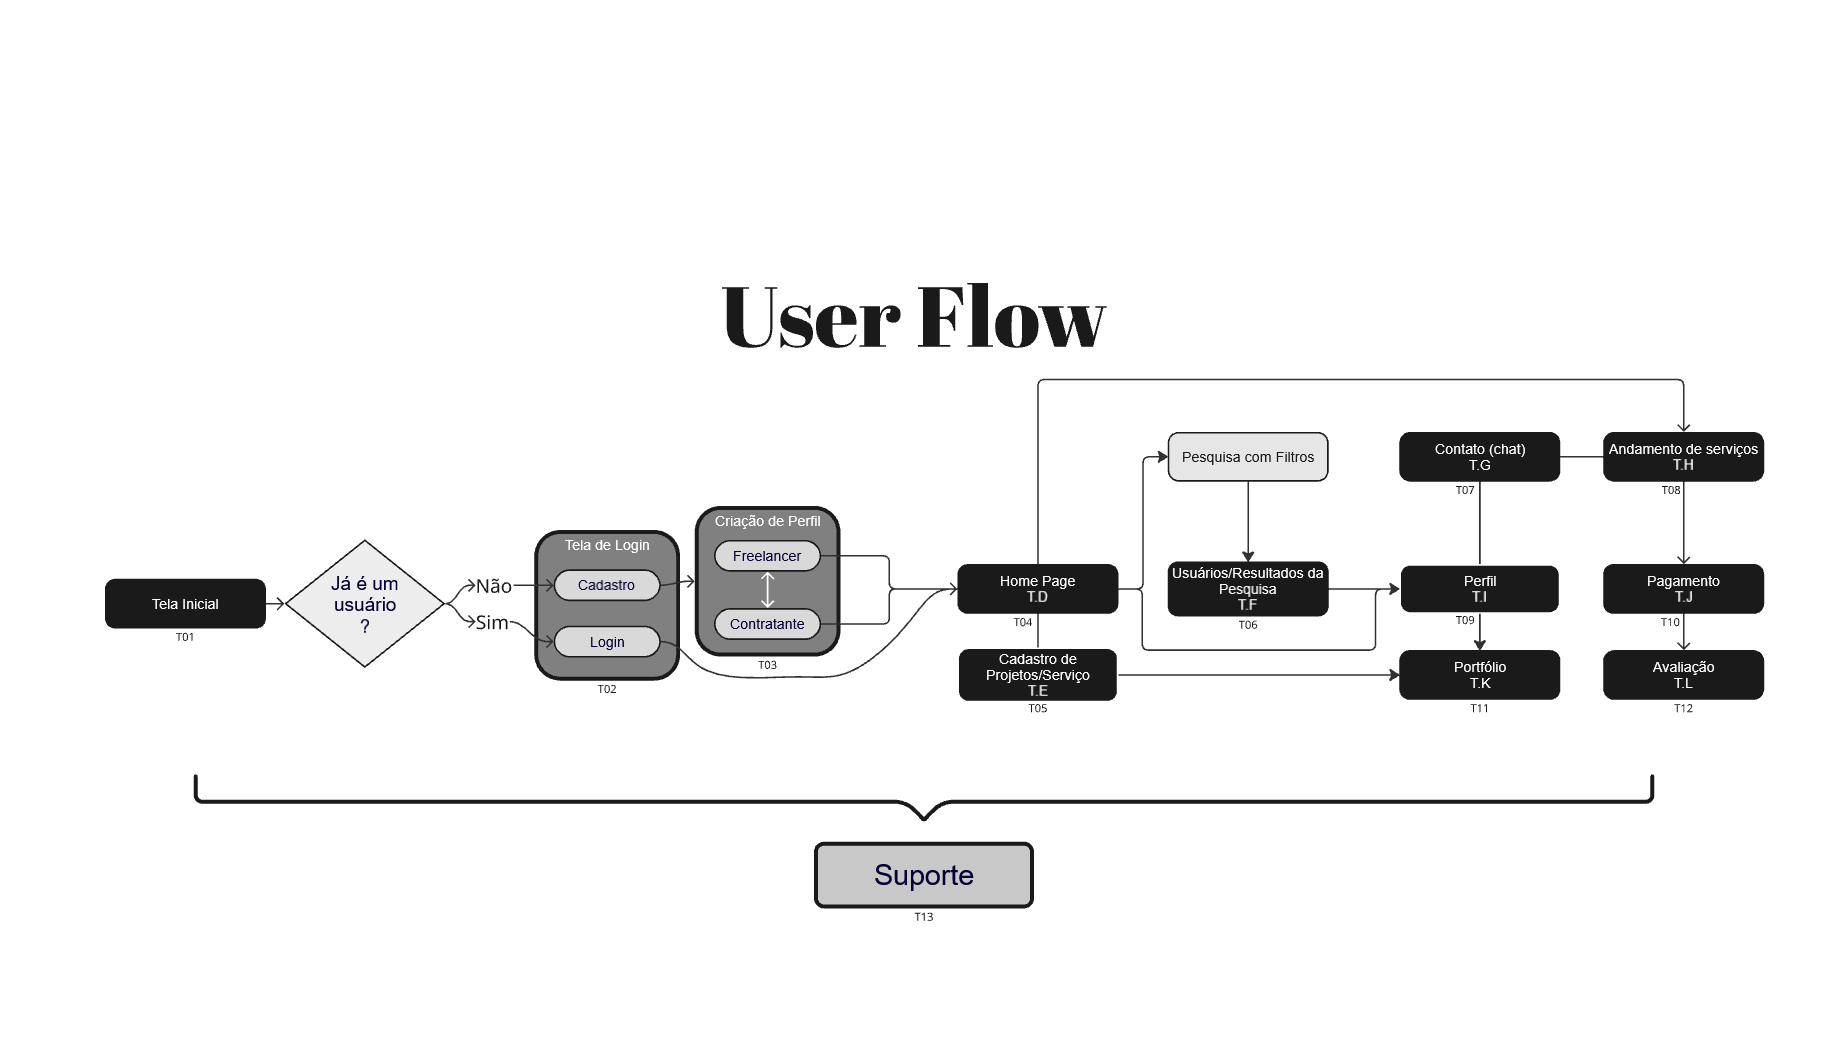 User Flow
Tela Inicial
T01
Já é um
usuário
?
Não
Sim
Tela de Login
Cadastro
Login
T02
Criação de Perfil
Freelancer
Contratante
T03
Home Page
T.D
T04
Cadastro de
Projetos/Serviço
T.E
T05
Pesquisa com Filtros
Usuários/Resultados da
Pesquisa
T.F
T06
Contato (chat)
T.G
T07
Andamento de serviços
T.H
T08
Perfil
T.I
T09
Pagamento
T.J
T10
Portfólio
T.K
T11
Avaliação
T.L
T12
Suporte
T13